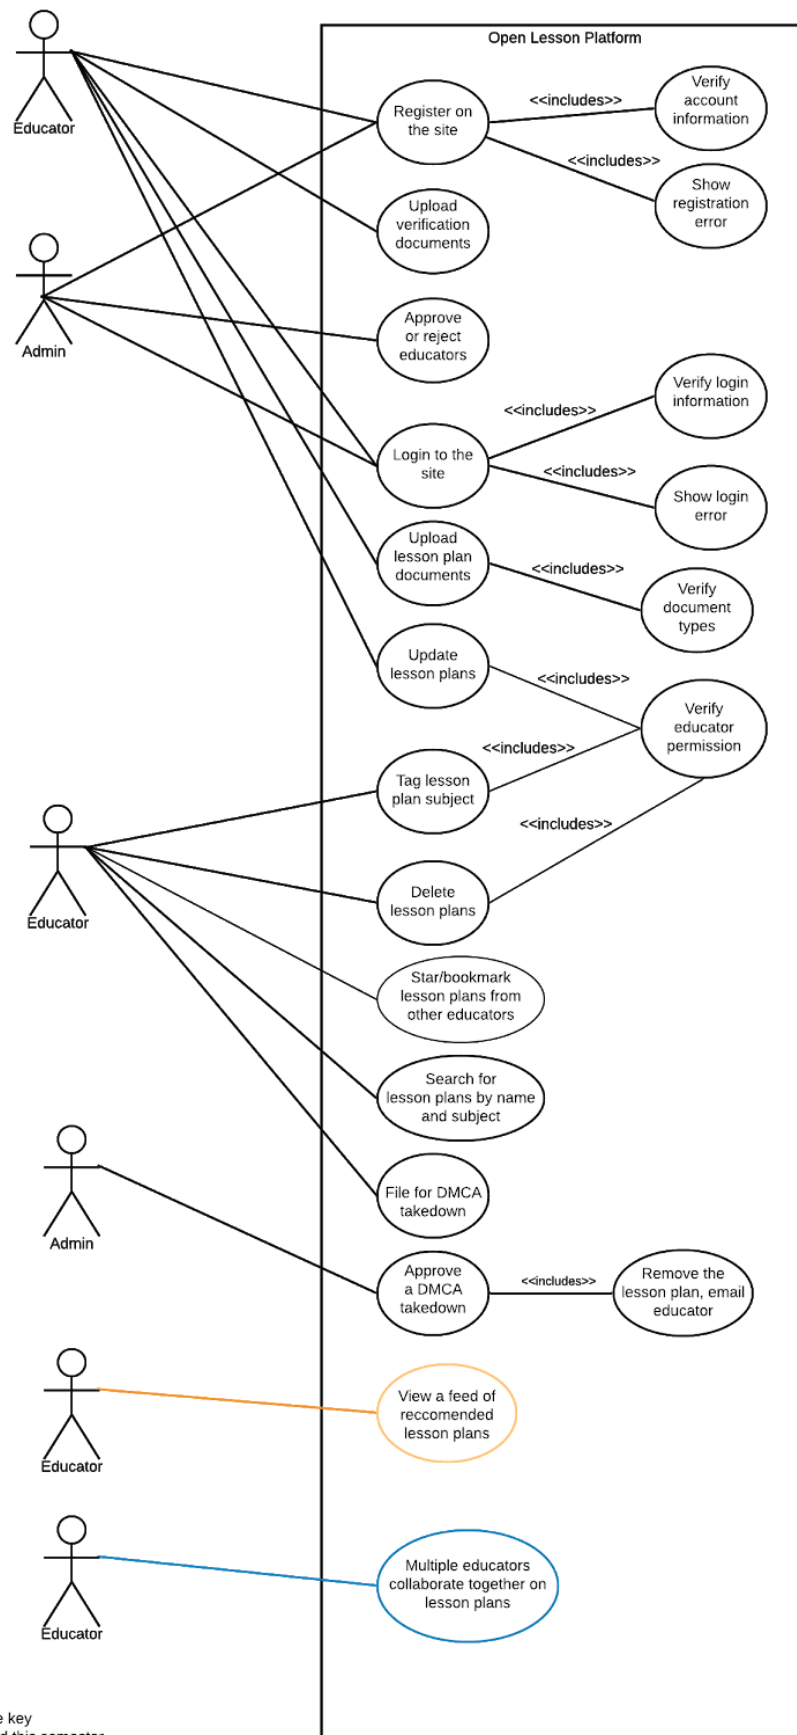 Open Lesson Platform
Educator
Register on
the site
<<includes>>
Verify
account
information
<<includes>>
Show
registration
error
Upload
verification
documents
Admin
Approve
or reject
educators
Login to the
site
<<includes>>
Verify login
information
<<includes>>
Show login
error
Upload
lesson plan
documents
<<includes>>
Verify
document
types
Update
lesson plans
<<includes>>
Verify
educator
permission
<<includes>>
Tag lesson
plan subject
<<includes>>
Educator
Delete
lesson plans
Star/bookmark
lesson plans from
other educators
Search for
lesson plans by name
and subject
File for DMCA
takedown
Admin
Approve
a DMCA
takedown
<<includes>>
Remove the
lesson plan, email
educator
Educator
View a feed of
reccomended
lesson plans
Educator
Multiple educators
collaborate together on
lesson plans
key
this semester